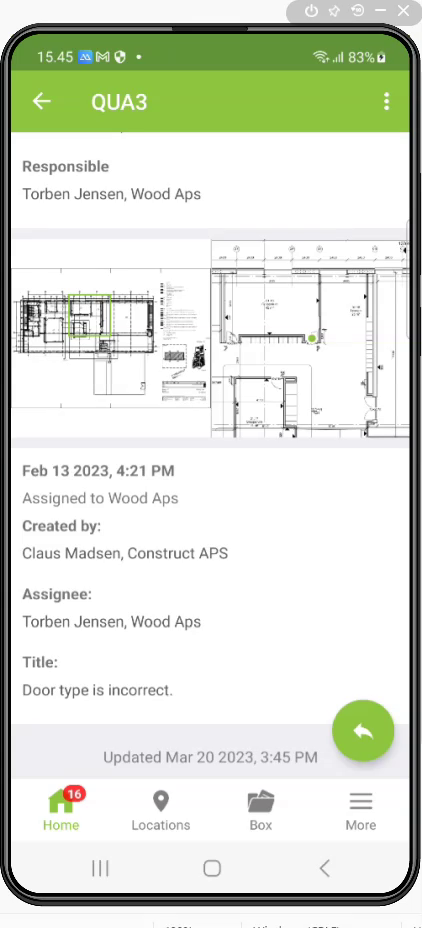 15.45
83%
QUA3
Responsible
Torben Jensen, Wood Aps
Feb 13 2023, 4:21 PM
Assigned to Wood Aps
Created by:
Claus Madsen, Construct APS
Assignee:
Torben Jensen, Wood Aps
Title:
Door type is incorrect.
Updated Mar 20 2023, 3:45 PM
16
Home
Locations
Box
More